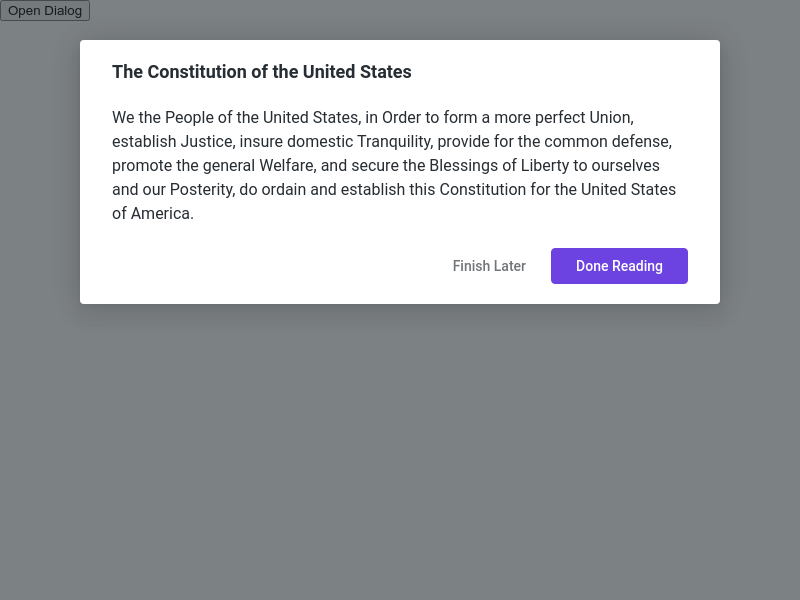 Open Dialog
The Constitution of the United States
We the People of the United States, in Order to form a more perfect Union,
establish Justice, insure domestic Tranquility, provide for the common defense,
promote the general Welfare, and secure the Blessings of Liberty to ourselves
and our Posterity, do ordain and establish this Constitution for the United States
of America.
Finish Later
Done Reading